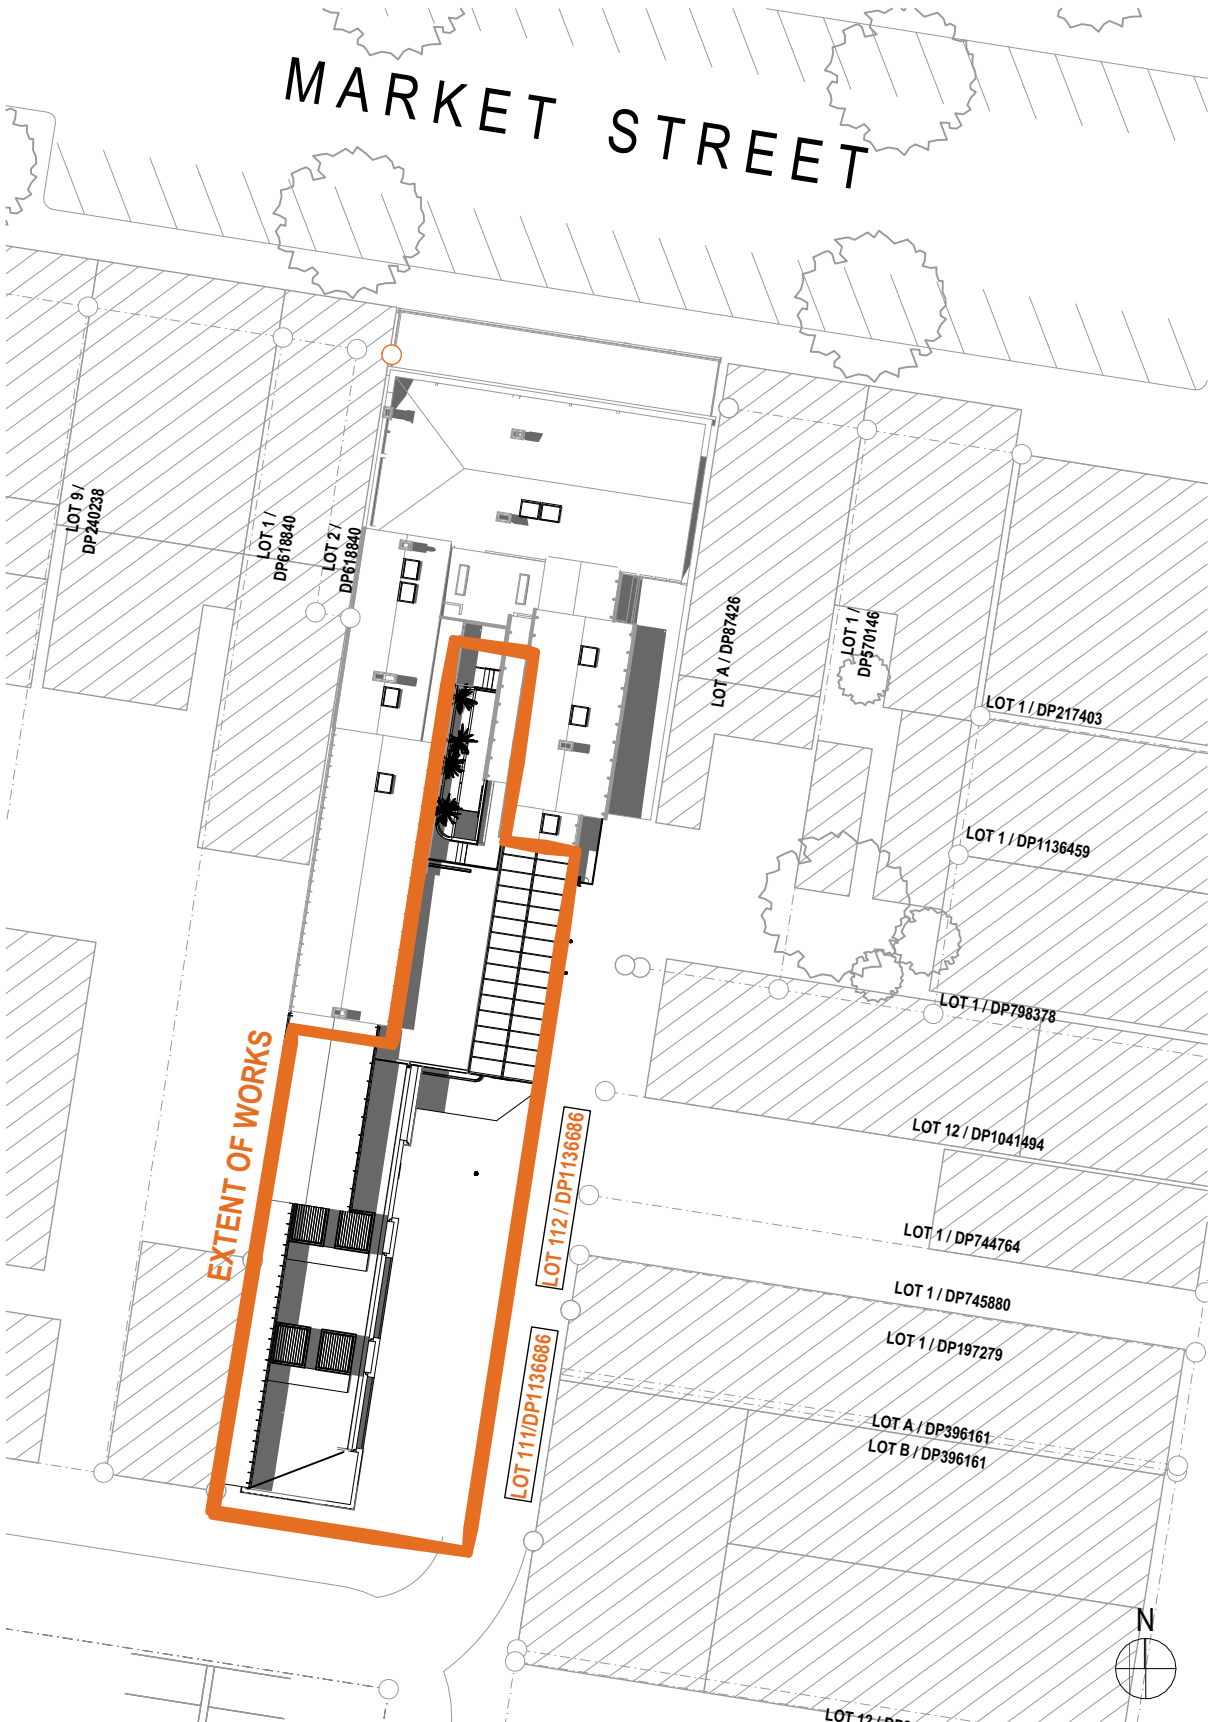 MARKET STREET
LOT 9 /
DP240238
LOT 1 /
DP618840
LOT 2 /
DP618840
LOT A / DP87426
LOT 1 /
DP570146
LOT 1 / DP217403
LOT 1 / DP1136459
LOT 1 / DP798378
EXTENT OF WORKS
LOT 112 / DP1136686
LOT 12 / DP1041494
LOT 1 / DP744764
LOT 1 / DP745880
LOT 1 / DP197279
LOT 111/DP1136686
LOT A / DP396161
LOT B / DP396161
N
LOT 12 /